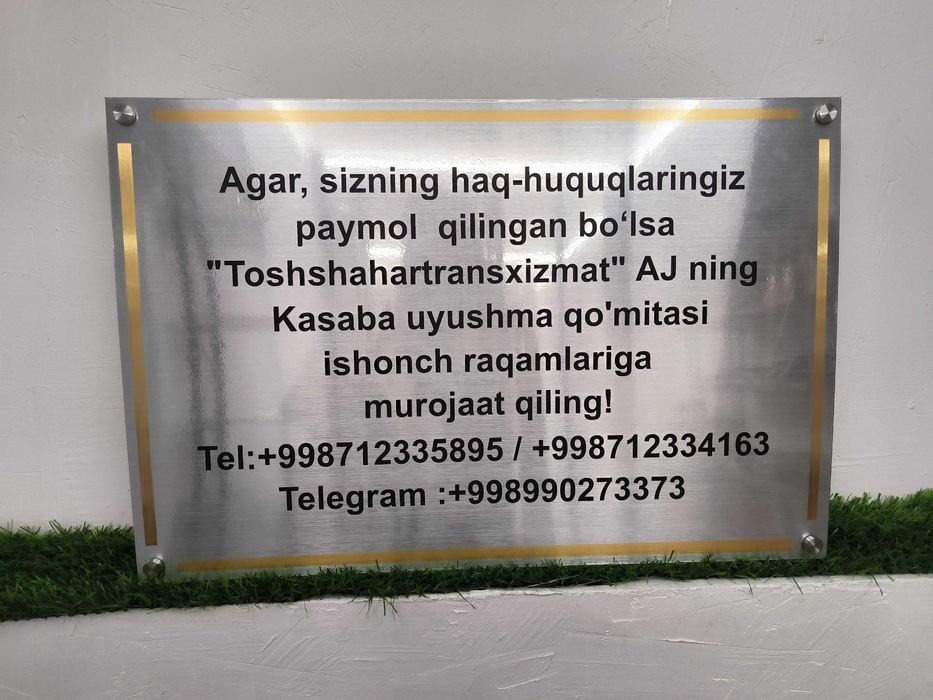 Agar, sizning haq-huquqlaringiz
paymol qilingan bo‘lsa
"Toshshahartransxizmat" AJ ning
Kasaba uyushma qo'mitasi
ishonch raqamlariga
murojaat qiling!
Tel:+998712335895 / +998712334163
Telegram :+998990273373